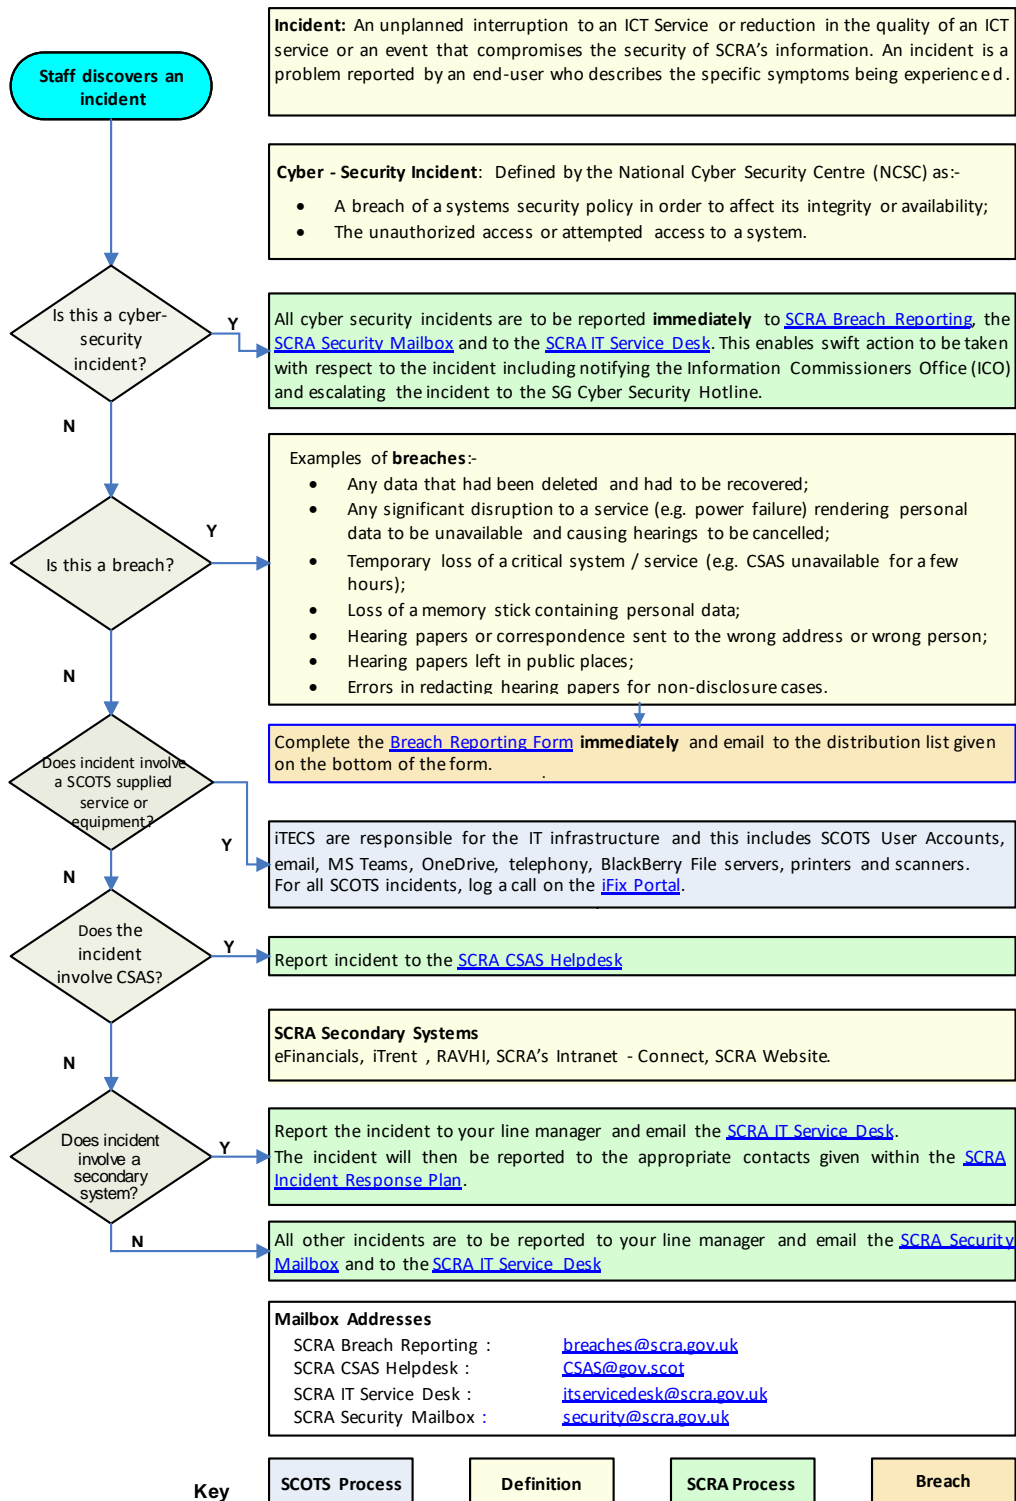 Incident: An unplanned interruption to an ICT Service or reduction in the quality of an ICT
service or an event that compromises the security of SCRA's information. An incident is a
problem reported by an end-user who describes the specific symptoms being experienced.
Staff discovers an
incident
Cyber - Security Incident: Defined by the National Cyber Security Centre (NCSC) as:-
• A breach of a systems security policy in order to affect its integrity or availability;
• The unauthorized access or attempted access to a system.
Is this a cyber-
security
incident?
Y
All cyber security incidents are to be reported immediately to SCRA Breach Reporting, the
SCRA Security Mailbox and to the SCRA IT Service Desk. This enables swift action to be taken
with respect to the incident including notifying the Information Commissioners Office (ICO)
and escalating the incident to the SG Cyber Security Hotline.
N
Examples of breaches:-
• Any data that had been deleted and had to be recovered;
• Any significant disruption to a service (e.g. power failure) rendering personal
data to be unavailable and causing hearings to be cancelled;
• Temporary loss of a critical system / service (e.g. CSAS unavailable for a few
hours);
• Loss of a memory stick containing personal data;
• Hearing papers or correspondence sent to the wrong address or wrong person;
• Hearing papers left in public places;
• Errors in redacting hearing papers for non-disclosure cases.
Is this a breach?
Y
N
Complete the Breach Reporting Form immediately and email to the distribution list given
on the bottom of the form.
Does incident involve
a SCOTS supplied
service or
equipment?
Y
iTECS are responsible for the IT infrastructure and this includes SCOTS User Accounts,
email, MS Teams, OneDrive, telephony, BlackBerry File servers, printers and scanners.
For all SCOTS incidents, log a call on the iFix Portal.
N
Does the
incident
involve CSAS?
Y
Report incident to the SCRA CSAS Helpdesk
SCRA Secondary Systems
eFinancials, iTrent , RAVHI, SCRA's Intranet - Connect, SCRA Website.
N
Does incident
involve a
secondary
system?
Y
Report the incident to your line manager and email the SCRA IT Service Desk.
The incident will then be reported to the appropriate contacts given within the SCRA
Incident Response Plan.
N
All other incidents are to be reported to your line manager and email the SCRA Security
Mailbox and to the SCRA IT Service Desk
Mailbox Addresses
SCRA Breach Reporting : breaches@scra.gov.uk
SCRA CSAS Helpdesk : CSAS@gov.scot
SCRA IT Service Desk : itservicedesk@scra.gov.uk
SCRA Security Mailbox : security@scra.gov.uk
Key
SCOTS Process
Definition
SCRA Process
Breach